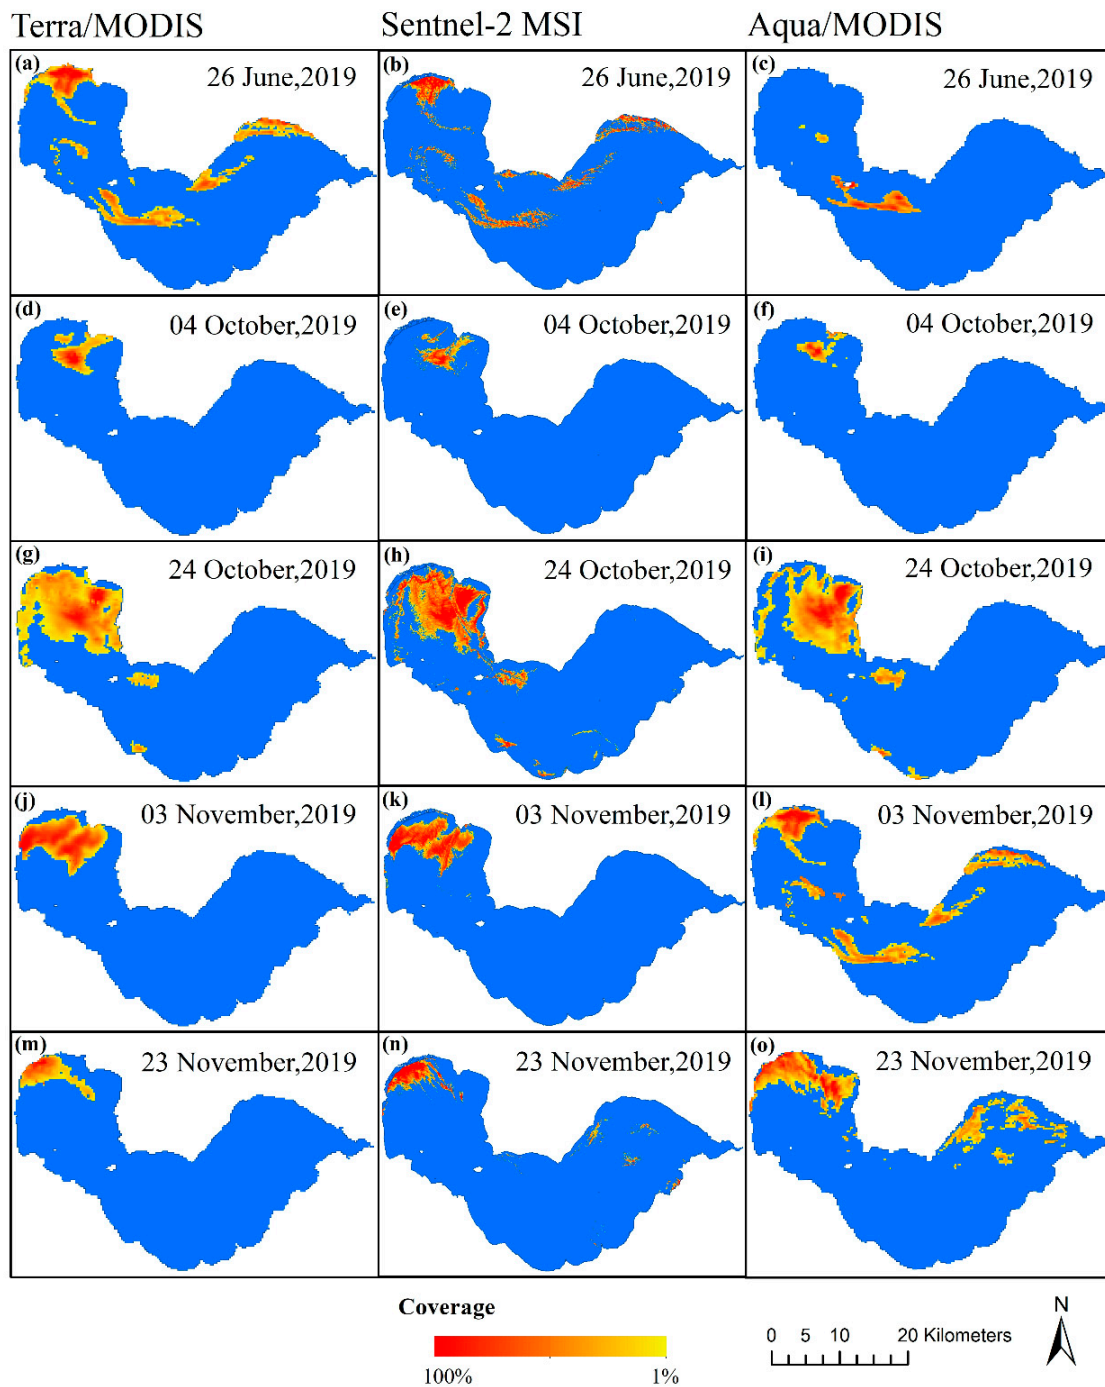 Terra/MODIS Sentnel-2 MSI Aqua/MODIS
(a) 26 June,2019 (b) 26 June,2019 (c) 26 June,2019
(d) 04 October,2019 (e) 04 October,2019 (f) 04 October,2019
(g) 24 October,2019 (h) 24 October,2019 (i) 24 October,2019
(j) 03 November,2019 (k) 03 November,2019 (l) 03 November,2019
(m) 23 November,2019 (n) 23 November,2019 (o) 23 November,2019
Coverage
100% 1%
0 5 10 20 Kilometers
N